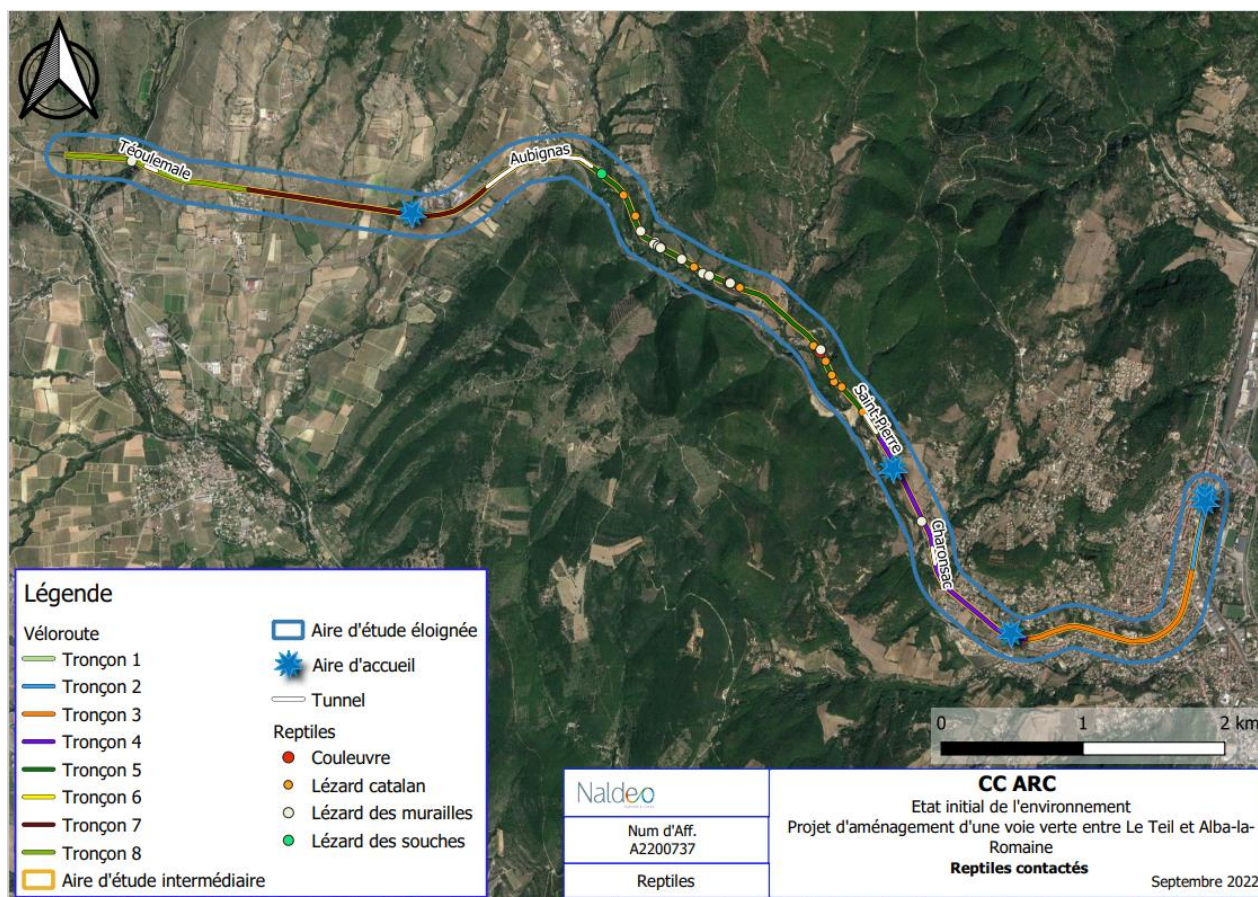 Téoulemale
Aubignas
Saint-Pierre
Charonsac
Légende
Véloroute
Tronçon 1
Tronçon 2
Tronçon 3
Tronçon 4
Tronçon 5
Tronçon 6
Tronçon 7
Tronçon 8
Aire d'étude intermédiaire
Aire d'étude éloignée
Aire d'accueil
Tunnel
Reptiles
Couleuvre
Lézard catalan
Lézard des murailles
Lézard des souches
0 1 2 km
Naldeo
Num d'Aff.
A2200737
Reptiles
CC ARC
Etat initial de l'environnement
Projet d'aménagement d'une voie verte entre Le Teil et Alba-la-
Romaine
Reptiles contactés
Septembre 2022